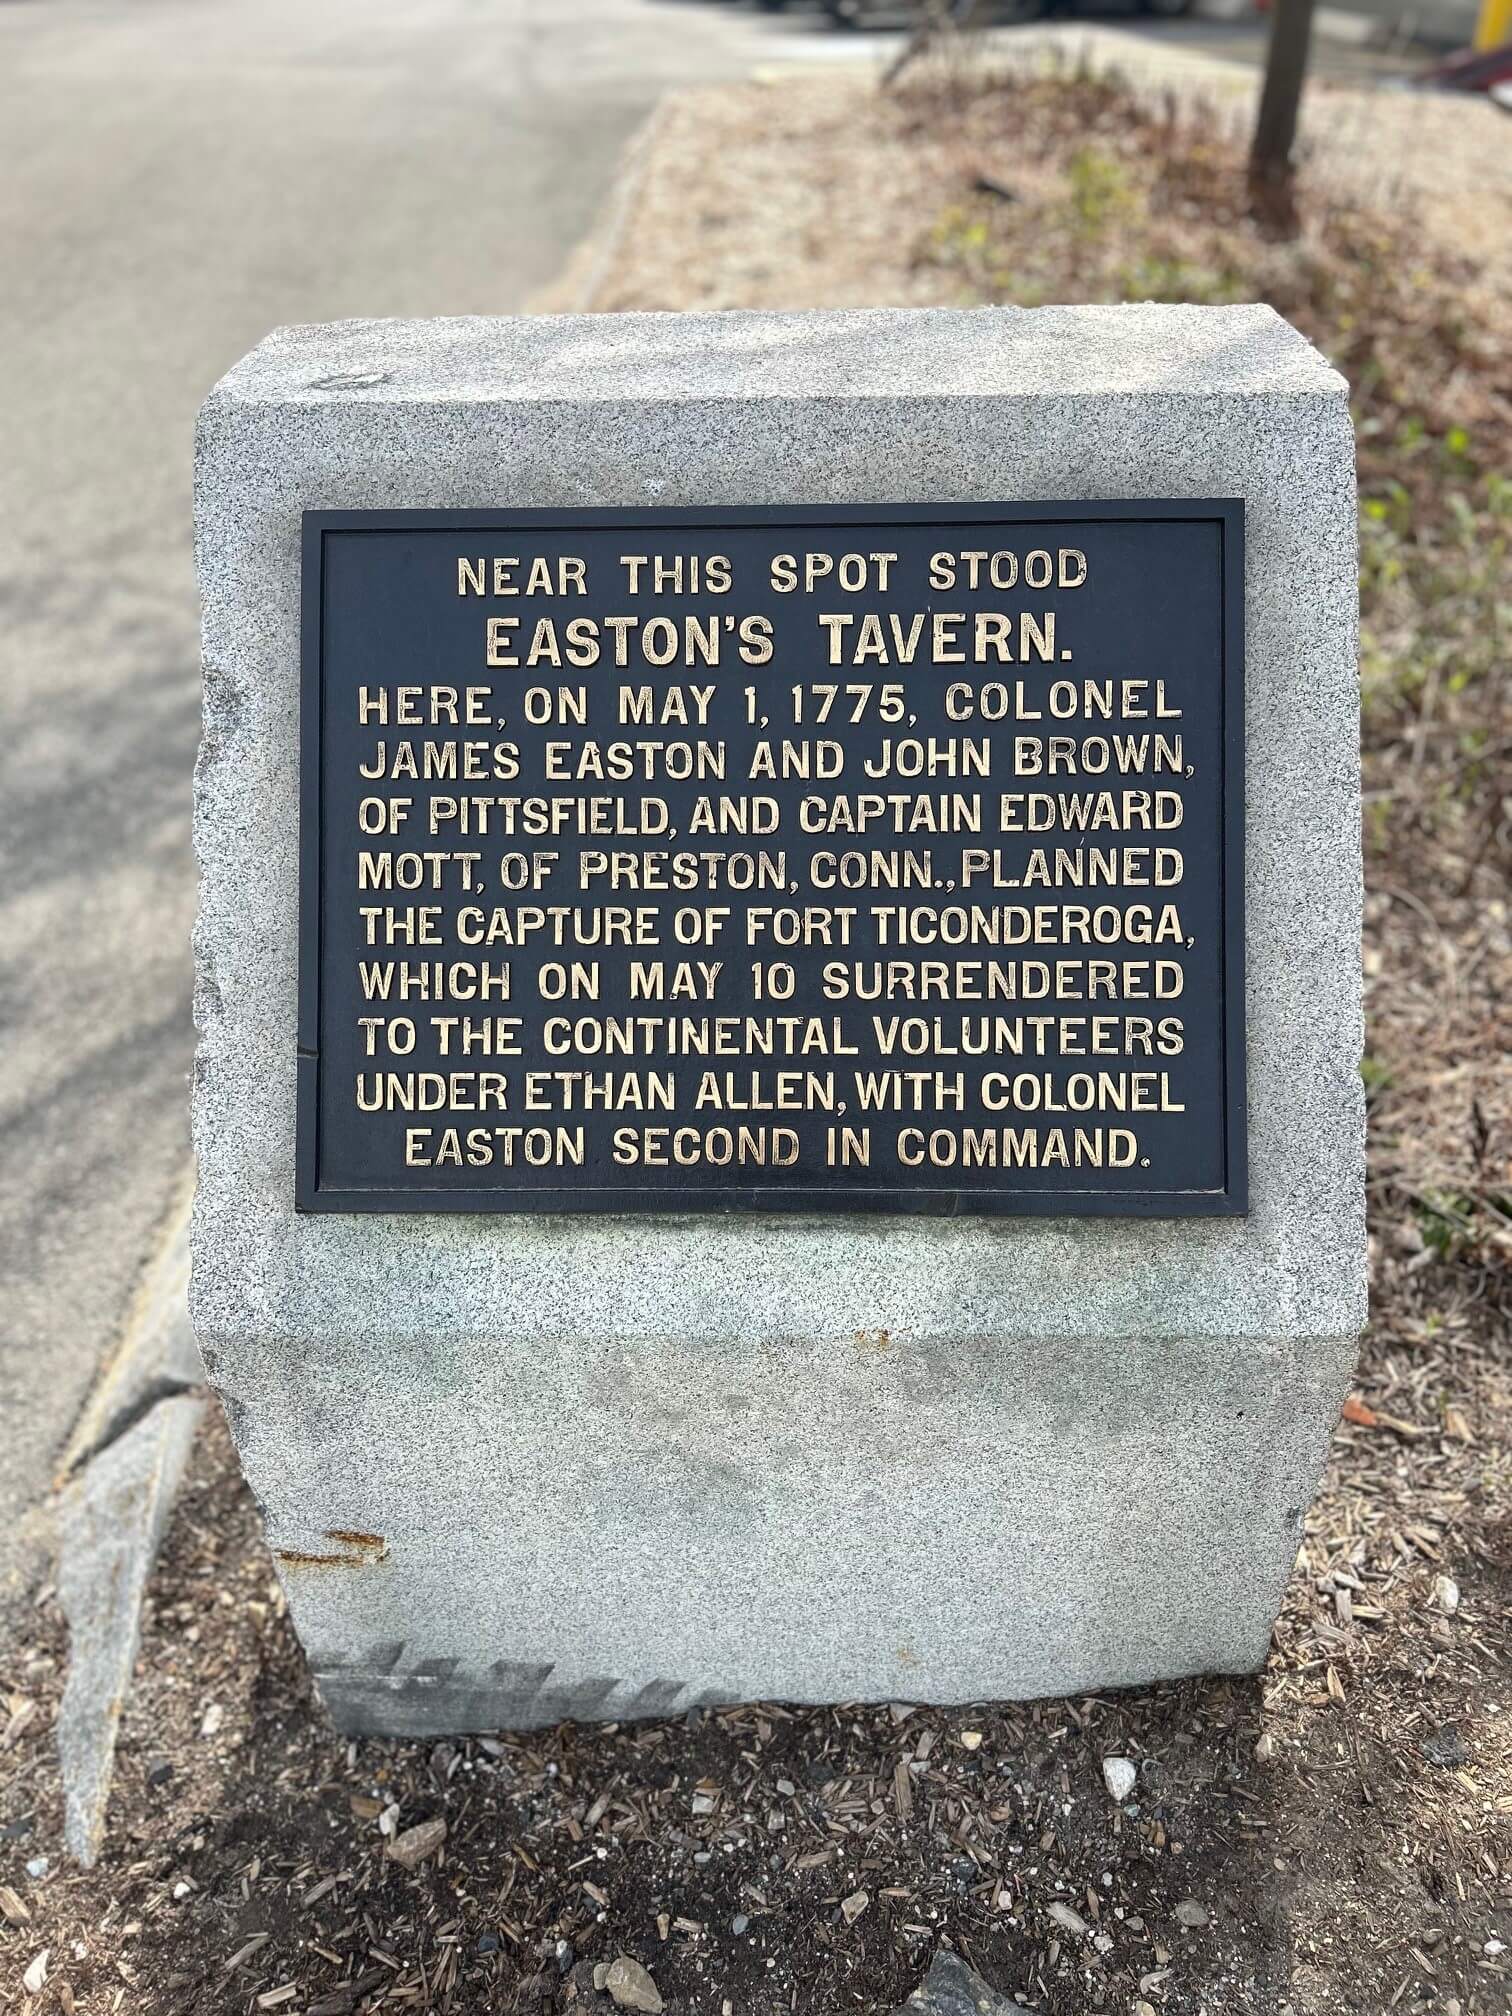 NEAR THIS SPOT STOOD
EASTON'S TAVERN.
HERE, ON MAY 1, 1775, COLONEL
JAMES EASTON AND JOHN BROWN,
OF PITTSFIELD, AND CAPTAIN EDWARD
MOTT, OF PRESTON, CONN., PLANNED
THE CAPTURE OF FORT TICONDEROGA,
WHICH ON MAY 10 SURRENDERED
TO THE CONTINENTAL VOLUNTEERS
UNDER ETHAN ALLEN, WITH COLONEL
EASTON SECOND IN COMMAND.